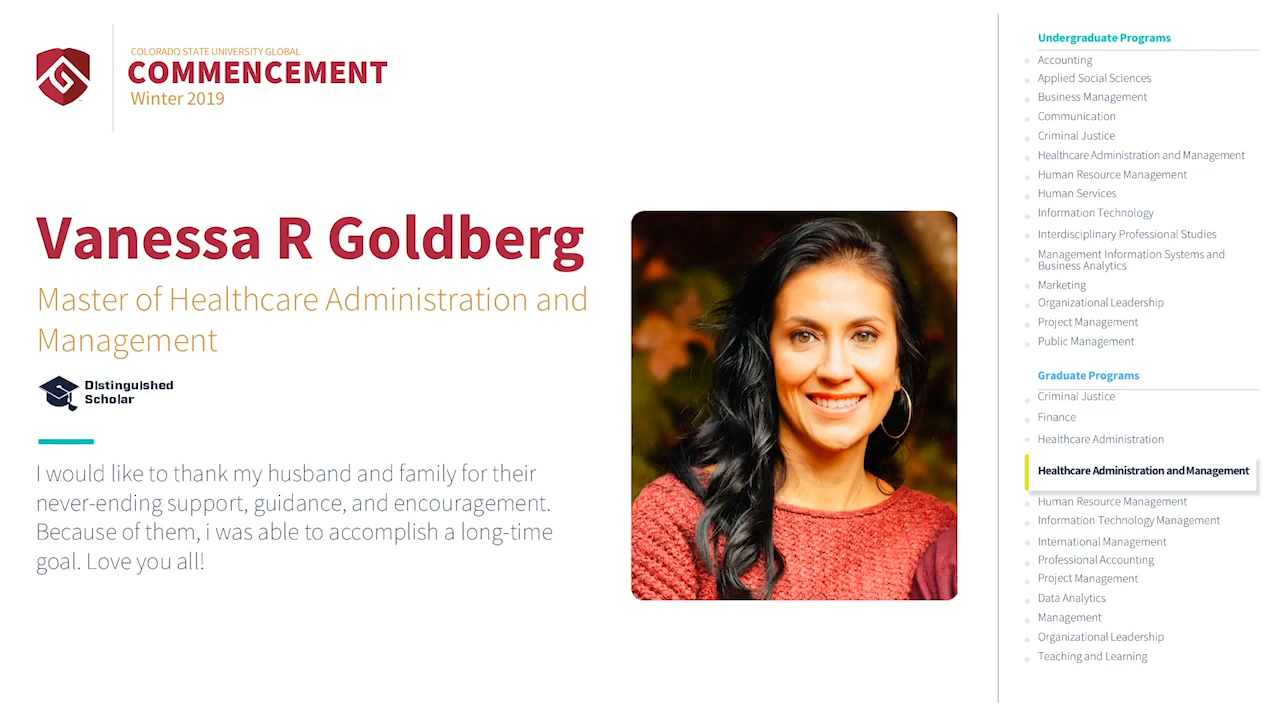 COLORADO STATE UNIVERSITY GLOBAL
COMMENCEMENT
Winter 2019
Vanessa R Goldberg
Master of Healthcare Administration and
Management
Distinguished
Scholar
I would like to thank my husband and family for their
never-ending support, guidance, and encouragement.
Because of them, i was able to accomplish a long-time
goal. Love you all!
Undergraduate Programs
Accounting
Applied Social Sciences
Business Management
Communication
Criminal Justice
Healthcare Administration and Management
Human Resource Management
Human Services
Information Technology
Interdisciplinary Professional Studies
Management Information Systems and
Business Analytics
Marketing
Organizational Leadership
Project Management
Public Management
Graduate Programs
Criminal Justice
Finance
Healthcare Administration
Healthcare Administration and Management
Human Resource Management
Information Technology Management
International Management
Professional Accounting
Project Management
Data Analytics
Management
Organizational Leadership
Teaching and Learning